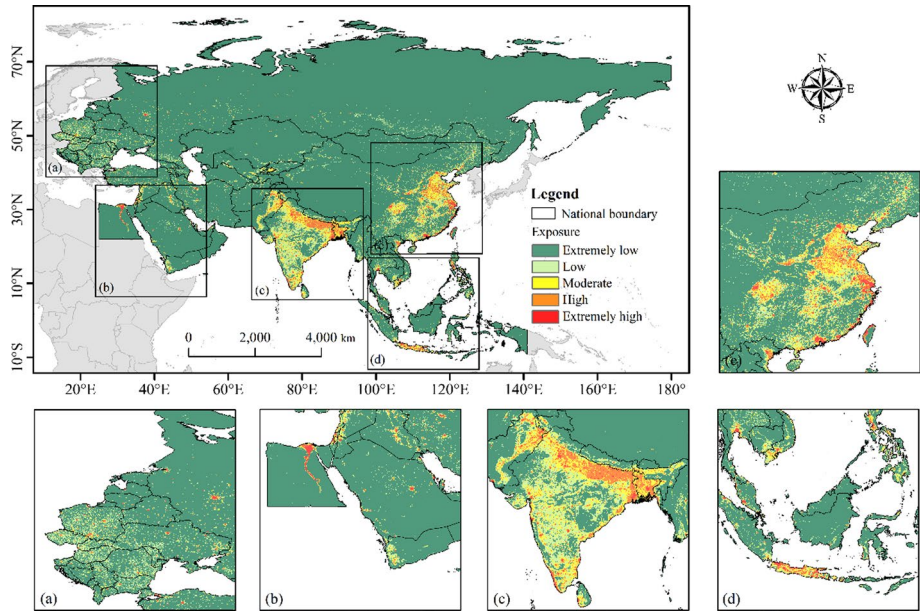 20°E 40°E 60°E 80°E 100°E 120°E 140°E 160°E 180°
70°N
50°N
30°N
10°N
10°S
(a)
(b)
(c)
(d)
0 2,000 4,000 km
Legend
National boundary
Exposure
Extremely low
Low
Moderate
High
Extremely high
N
W E
S
(e)
(a)
(b)
(c)
(d)